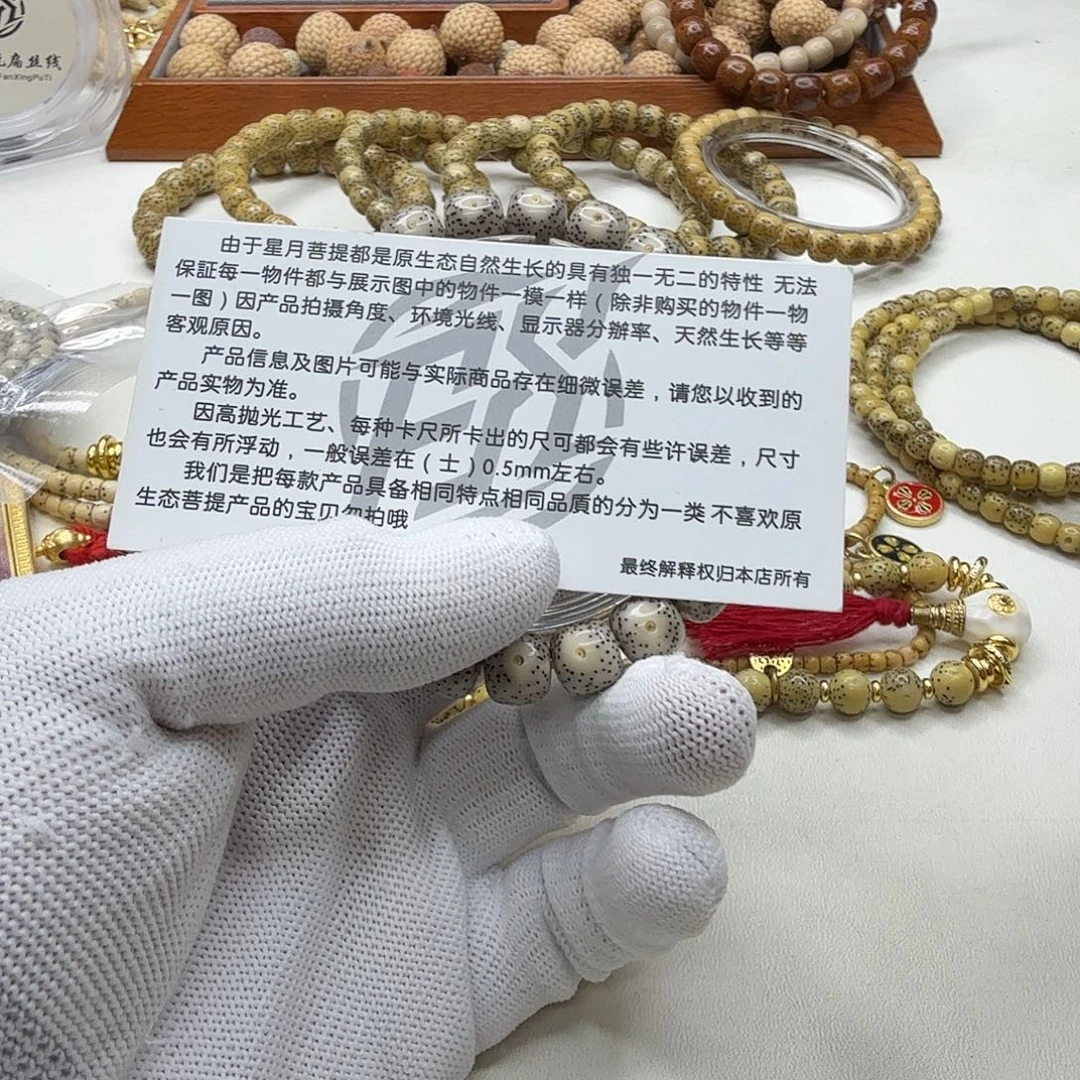 腐丝线
FanXingPuTi
由于星月菩提都是原生态自然生长的具有独一无二的特性 无法
保証每一物件都与展示图中的物件一模一样（除非购买的物件一物
一图）因产品拍摄角度、环境光线、显示器分辦率、天然生长等等
客观原因。
产品信息及图片可能与实际商品存在细微误差，请您以收到的
产品实物为准。
因高抛光工艺、每种卡尺所卡出的尺可都会有些许误差，尺寸
也会有所浮动，一般误差在（士）0.5mm左右。
我们是把每款产品具备相同特点相同品質的分为一类 不喜欢原
生态菩提产品的宝贝勿拍哦
最终解释权归本店所有